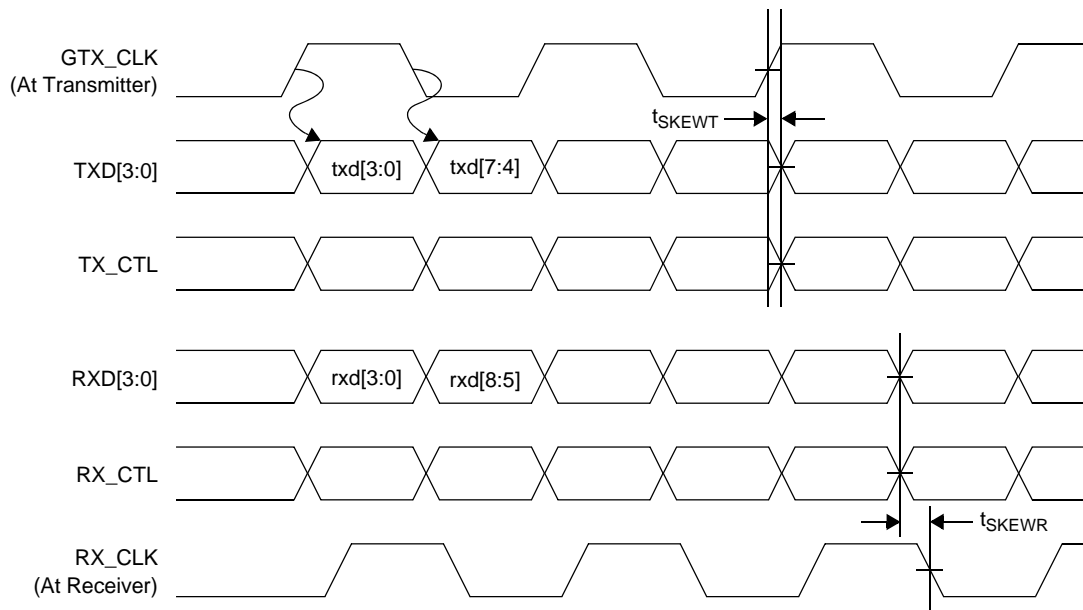 GTX_CLK
(At Transmitter)
tSKEWT
TXD[3:0]
txd[3:0]
txd[7:4]
TX_CTL
RXD[3:0]
rxd[3:0]
rxd[8:5]
RX_CTL
tSKEWR
RX_CLK
(At Receiver)